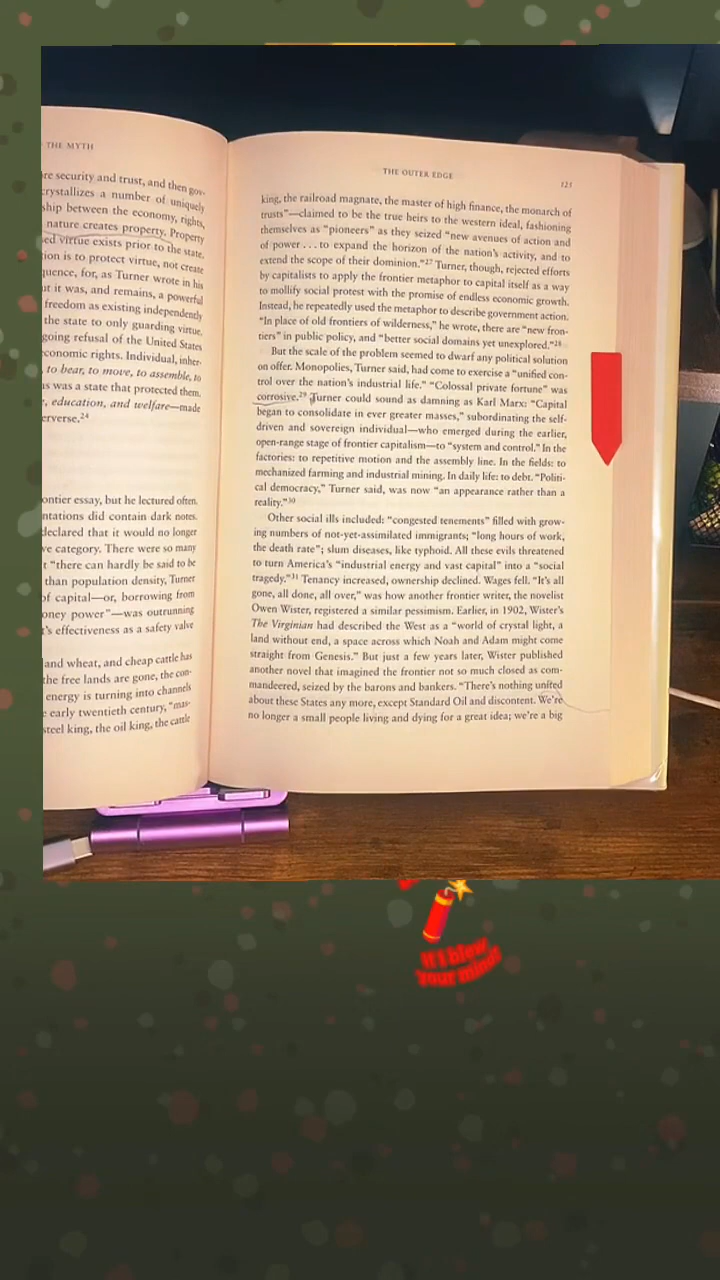 THE MYTH
re security and trust, and then gov-
crystallizes a number of uniquely
ship between the economy, rights,
nature creates property. Property
ed virtue exists prior to the state.
tion is to protect virtue, not create
quence, for, as Turner wrote in his
ut it was, and remains, a powerful
freedom as existing independently
the state to only guarding virtue,
going refusal of the United States
conomic rights. Individual, inher-
, to bear, to move, to assemble, to
as was a state that protected them.
, education, and welfare—made
erverse.24
ontier essay, but he lectured often.
ntations did contain dark notes.
declared that it would no longer
ve category. There were so many
t "there can hardly be said to be
than population density, Turner
of capital—or, borrowing from
oney power"—was outrunning
t's effectiveness as a safety valve
and wheat, and cheap cattle has
the free lands are gone, the con-
energy is turning into channels
e early twentieth century, "mas-
steel king, the oil king, the cattle
THE OUTER EDGE 121
king, the railroad magnate, the master of high finance, the monarch of
trusts"—claimed to be the true heirs to the western ideal, fashioning
themselves as "pioneers" as they seized "new avenues of action and
of power . . . to expand the horizon of the nation's activity, and to
extend the scope of their dominion."27 Turner, though, rejected efforts
by capitalists to apply the frontier metaphor to capital itself as a way
to mollify social protest with the promise of endless economic growth.
Instead, he repeatedly used the metaphor to describe government action.
"In place of old frontiers of wilderness," he wrote, there are "new fron-
tiers" in public policy, and "better social domains yet unexplored."28
But the scale of the problem seemed to dwarf any political solution
on offer. Monopolies, Turner said, had come to exercise a "unified con-
trol over the nation's industrial life." "Colossal private fortune" was
corrosive.29 Turner could sound as damning as Karl Marx: "Capital
began to consolidate in ever greater masses," subordinating the self-
driven and sovereign individual—who emerged during the earlier,
open-range stage of frontier capitalism—to "system and control." In the
factories: to repetitive motion and the assembly line. In the fields: to
mechanized farming and industrial mining. In daily life: to debt. "Politi-
cal democracy," Turner said, was now "an appearance rather than a
reality."30
Other social ills included: "congested tenements" filled with grow-
ing numbers of not-yet-assimilated immigrants; "long hours of work,
the death rate"; slum diseases, like typhoid. All these evils threatened
to turn America's "industrial energy and vast capital" into a "social
tragedy."31 Tenancy increased, ownership declined. Wages fell. "It's all
gone, all done, all over," was how another frontier writer, the novelist
Owen Wister, registered a similar pessimism. Earlier, in 1902, Wister's
The Virginian had described the West as a "world of crystal light, a
land without end, a space across which Noah and Adam might come
straight from Genesis." But just a few years later, Wister published
another novel that imagined the frontier not so much closed as com-
mandeered, seized by the barons and bankers. "There's nothing united
about these States any more, except Standard Oil and discontent. We're
no longer a small people living and dying for a great idea; we're a big
If I blew
Your mind!